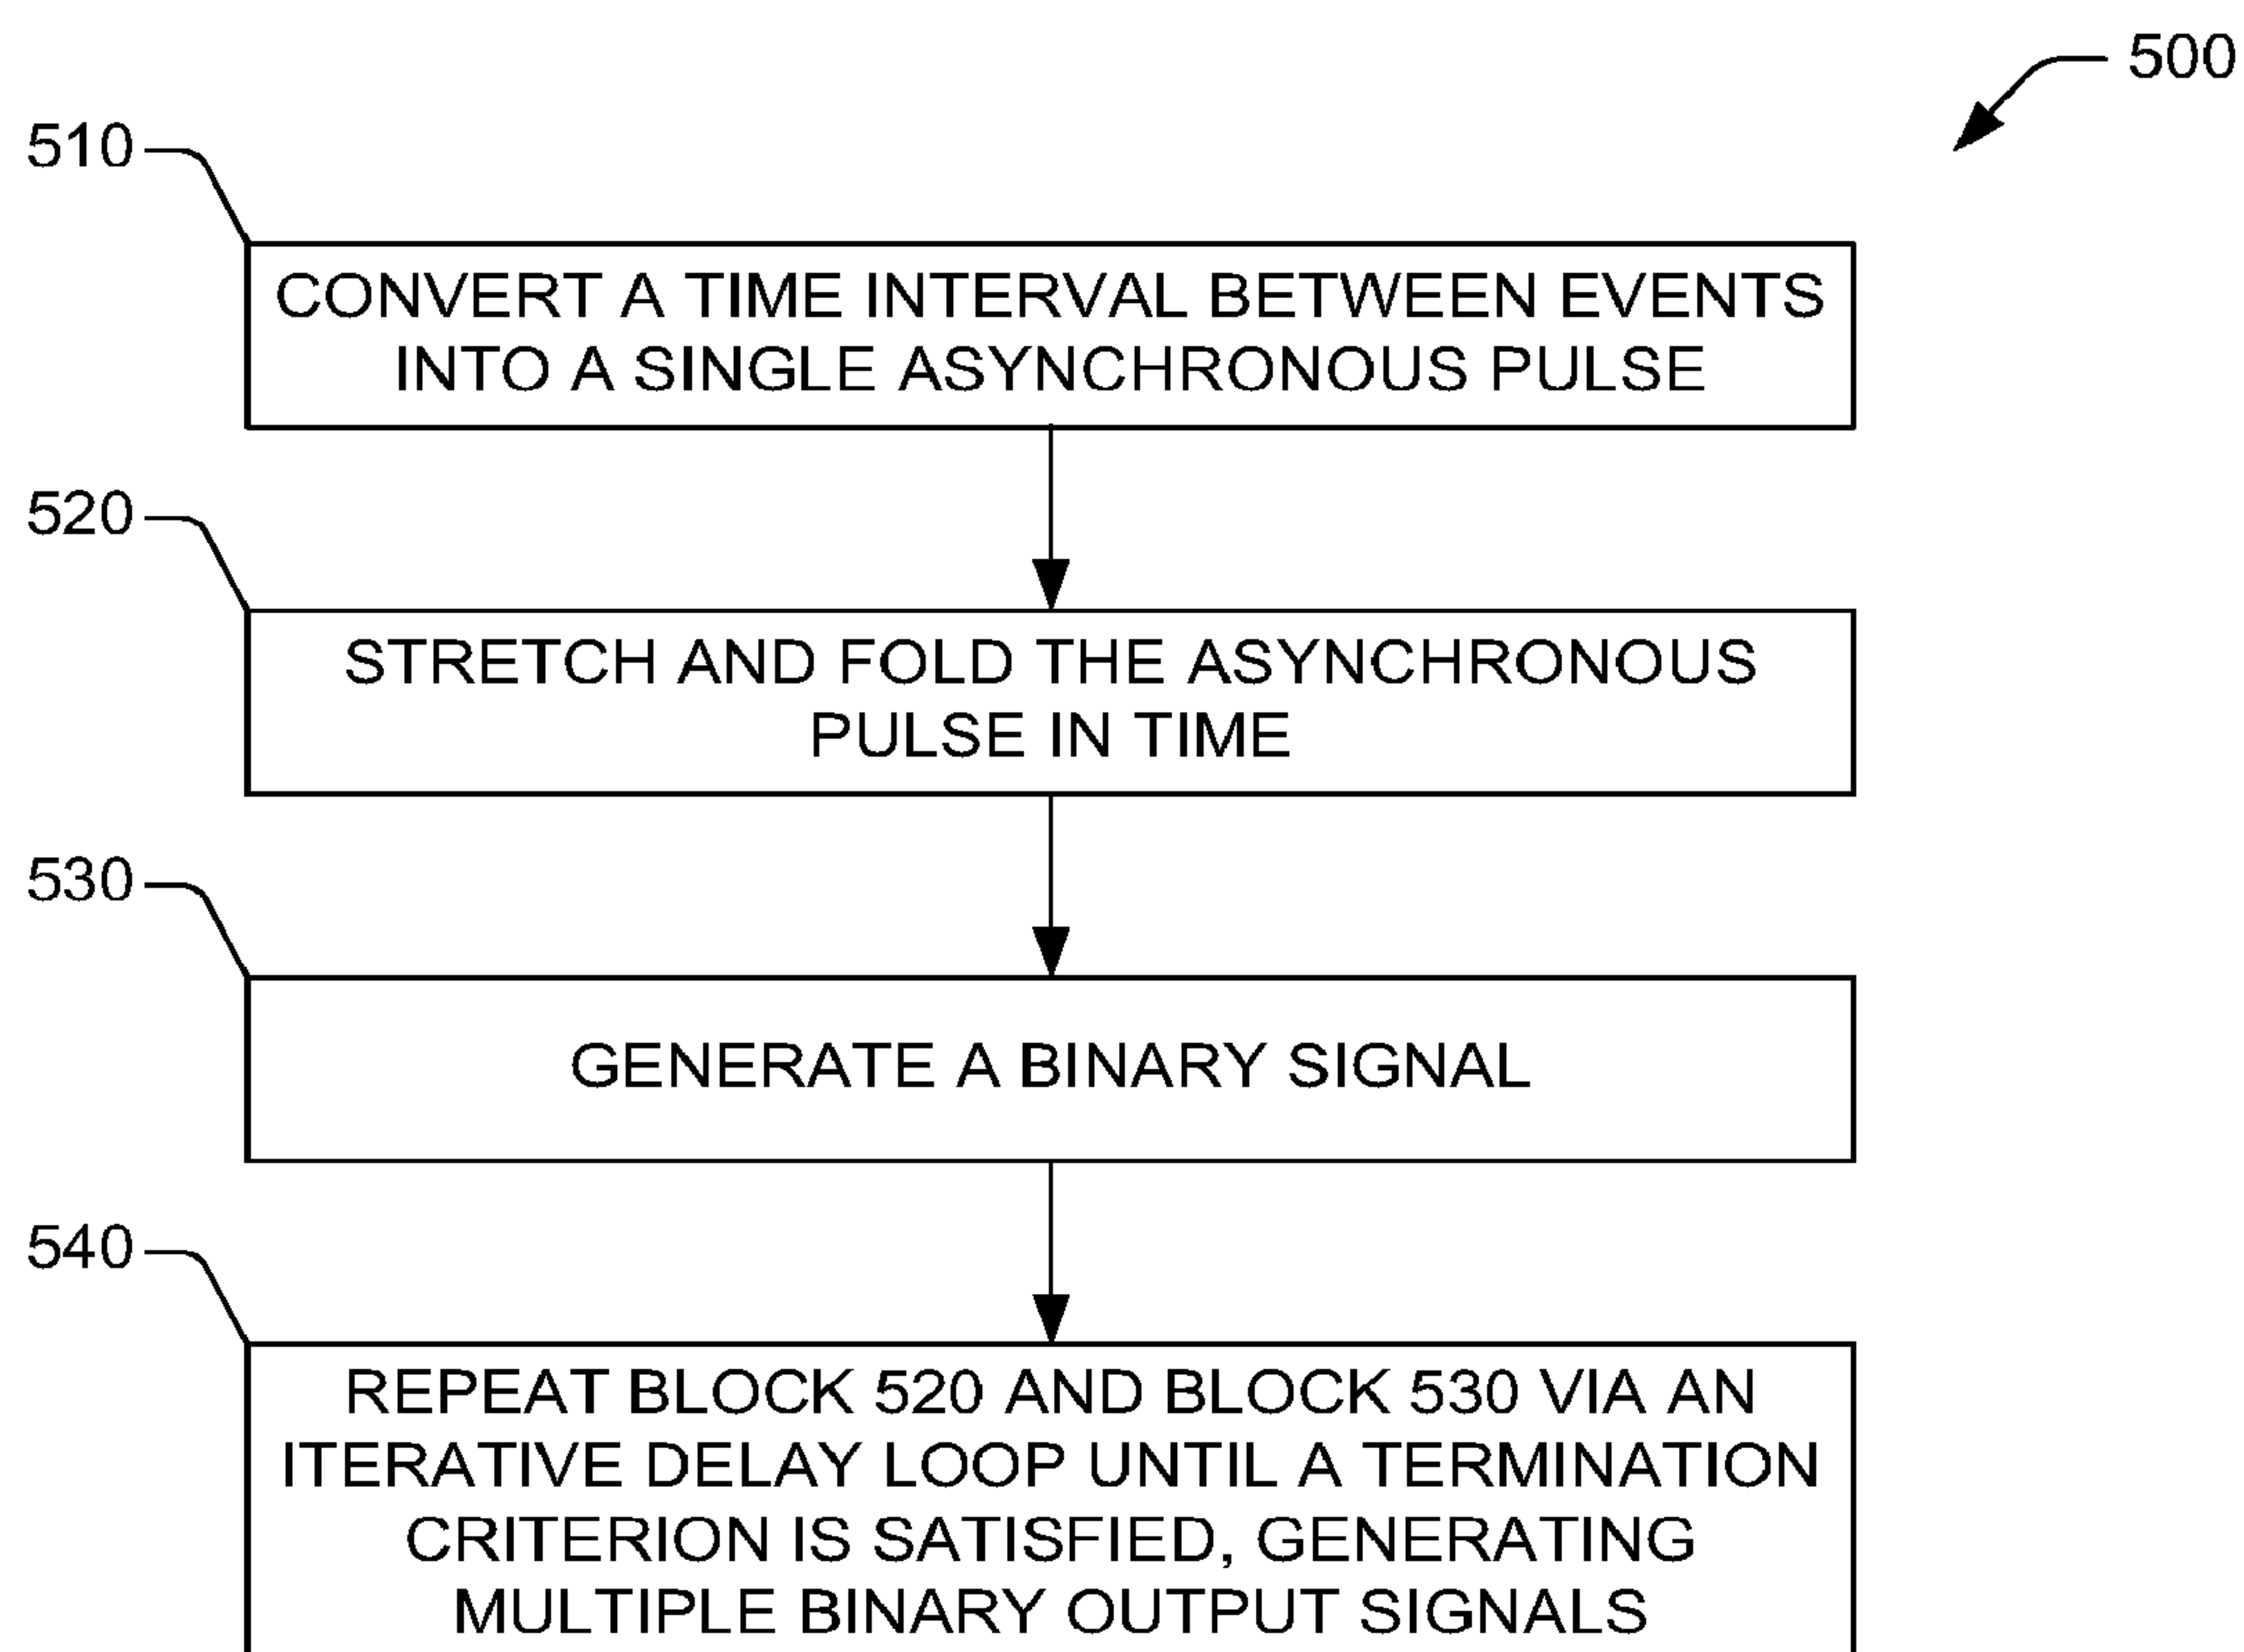 500
510
CONVERT A TIME INTERVAL BETWEEN EVENTS
INTO A SINGLE ASYNCHRONOUS PULSE
520
STRETCH AND FOLD THE ASYNCHRONOUS
PULSE IN TIME
530
GENERATE A BINARY SIGNAL
540
REPEAT BLOCK 520 AND BLOCK 530 VIA AN
ITERATIVE DELAY LOOP UNTIL A TERMINATION
CRITERION IS SATISFIED, GENERATING
MULTIPLE BINARY OUTPUT SIGNALS